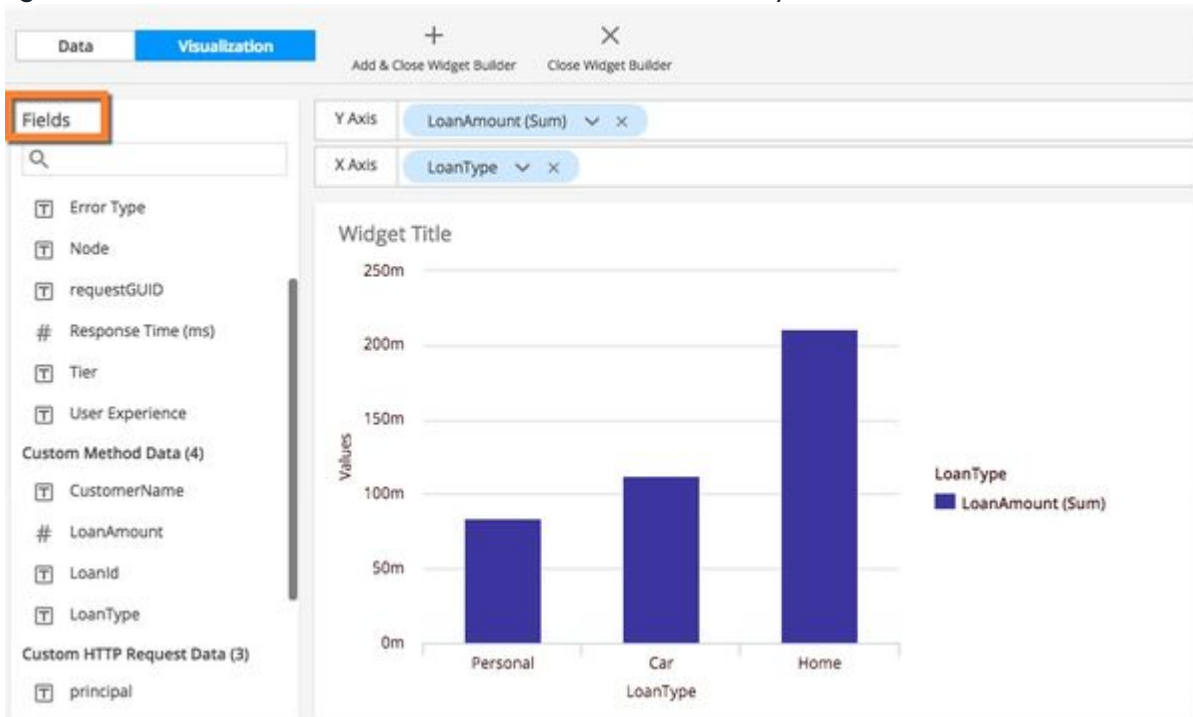 Data
Visualization
Add & Close Widget Builder
Close Widget Builder
Fields
Error Type
Node
requestGUID
# Response Time (ms)
Tier
User Experience
Custom Method Data (4)
CustomerName
# LoanAmount
LoanId
LoanType
Custom HTTP Request Data (3)
principal
Y Axis LoanAmount (Sum)
X Axis LoanType
Widget Title
250m
200m
150m
100m
50m
0m
Values
Personal Car Home
LoanType
LoanType
LoanAmount (Sum)